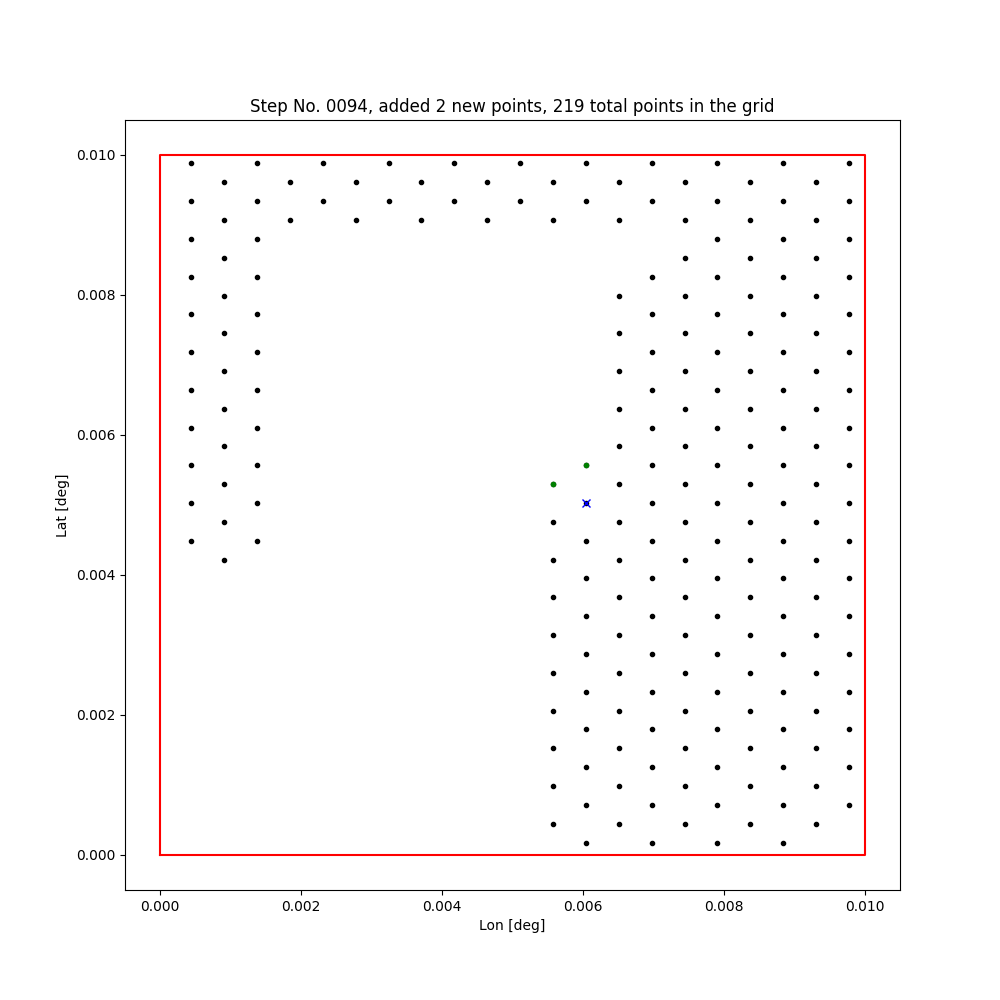 Step No. 0094, added 2 new points, 219 total points in the grid
0.010
0.008
0.006
0.004
0.002
0.000
Lat [deg]
0.000 0.002 0.004 0.006 0.008 0.010
Lon [deg]